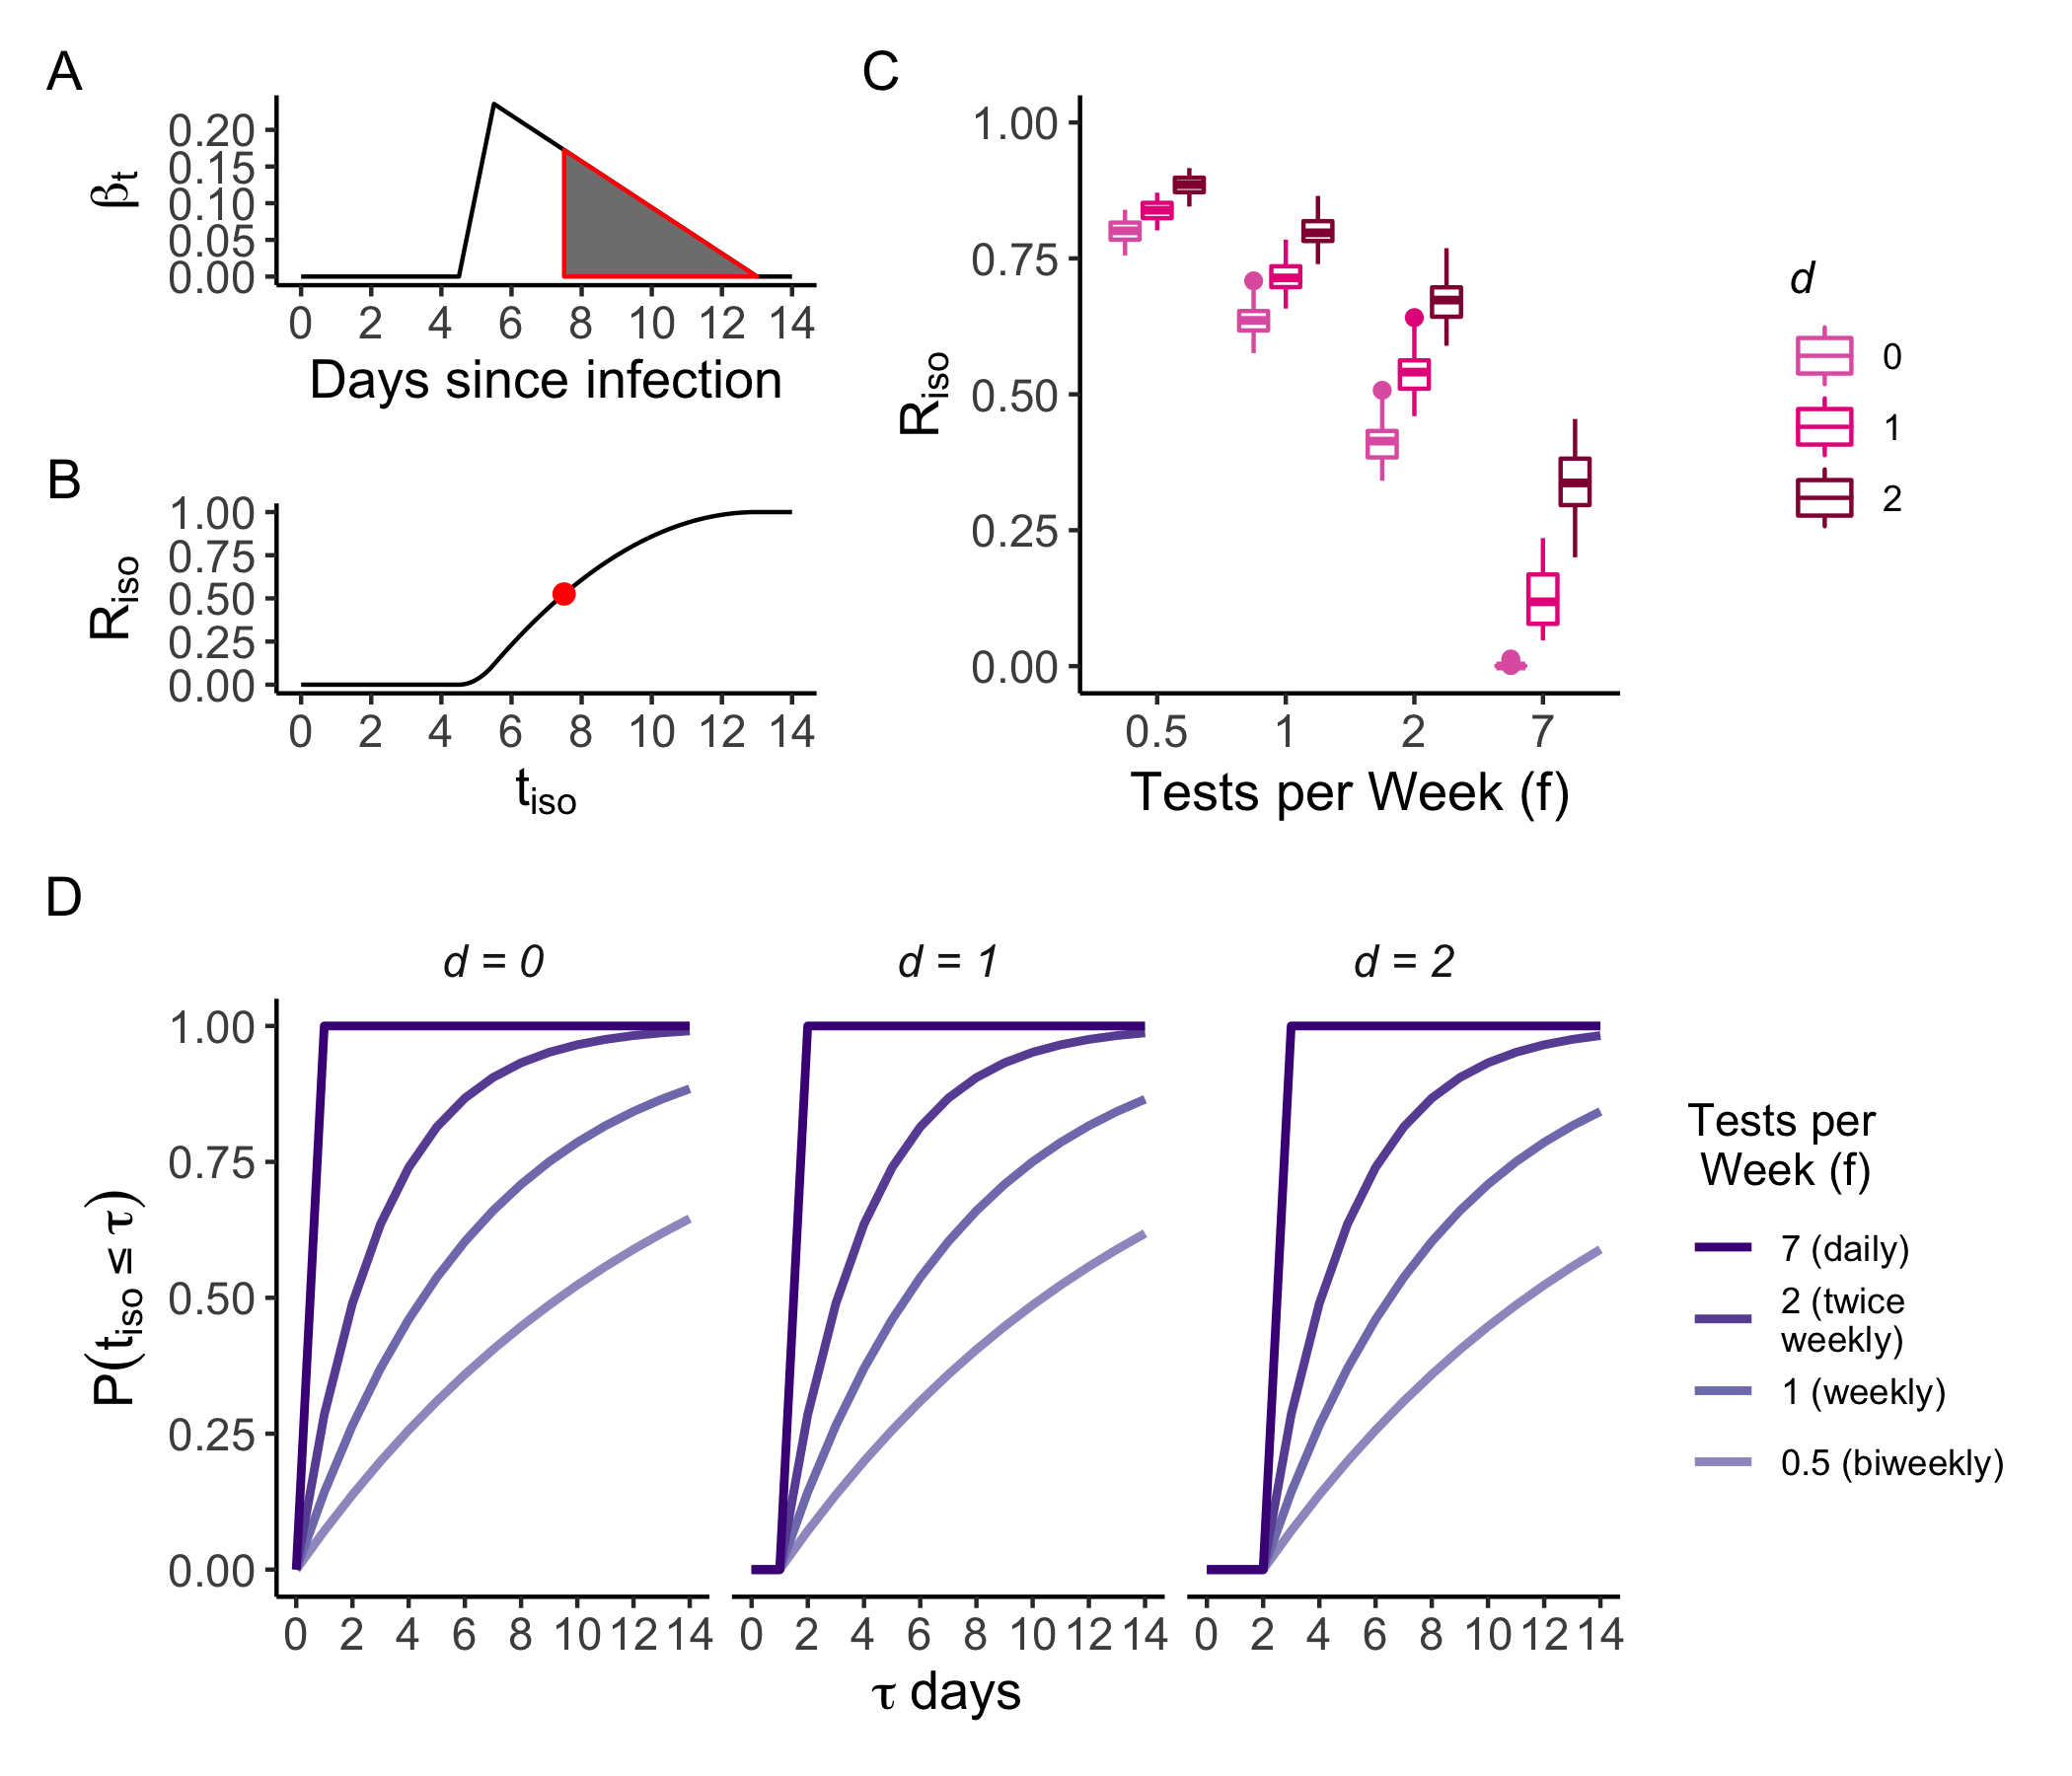 A
βt
0.20
0.15
0.10
0.05
0.00
0 2 4 6 8 10 12 14
Days since infection
B
Riso
1.00
0.75
0.50
0.25
0.00
0 2 4 6 8 10 12 14
tiso
C
Riso
1.00
0.75
0.50
0.25
0.00
0.5 1 2 7
Tests per Week (f)
d
0
1
2
D
d = 0 d = 1 d = 2
P(tiso ≤ τ)
1.00
0.75
0.50
0.25
0.00
0 2 4 6 8 10 12 14 0 2 4 6 8 10 12 14 0 2 4 6 8 10 12 14
τ days
Tests per
Week (f)
7 (daily)
2 (twice
weekly)
1 (weekly)
0.5 (biweekly)